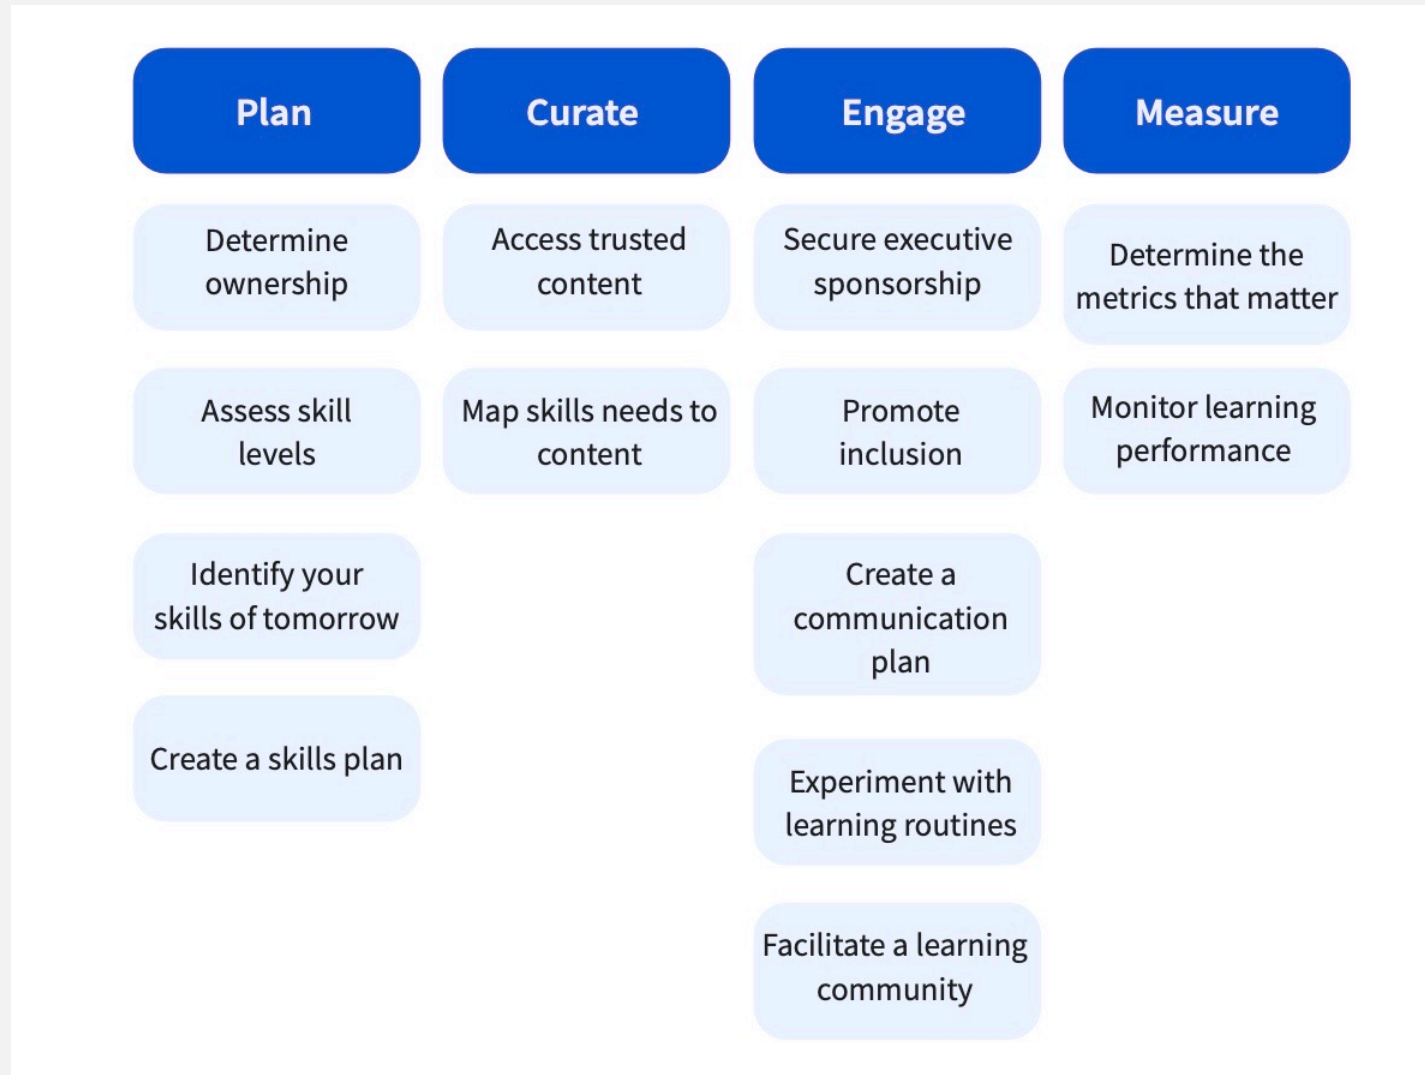 Plan
Curate
Engage
Measure
Determine
ownership
Access trusted
content
Secure executive
sponsorship
Determine the
metrics that matter
Assess skill
levels
Map skills needs to
content
Promote
inclusion
Monitor learning
performance
Identify your
skills of tomorrow
Create a
communication
plan
Create a skills plan
Experiment with
learning routines
Facilitate a learning
community